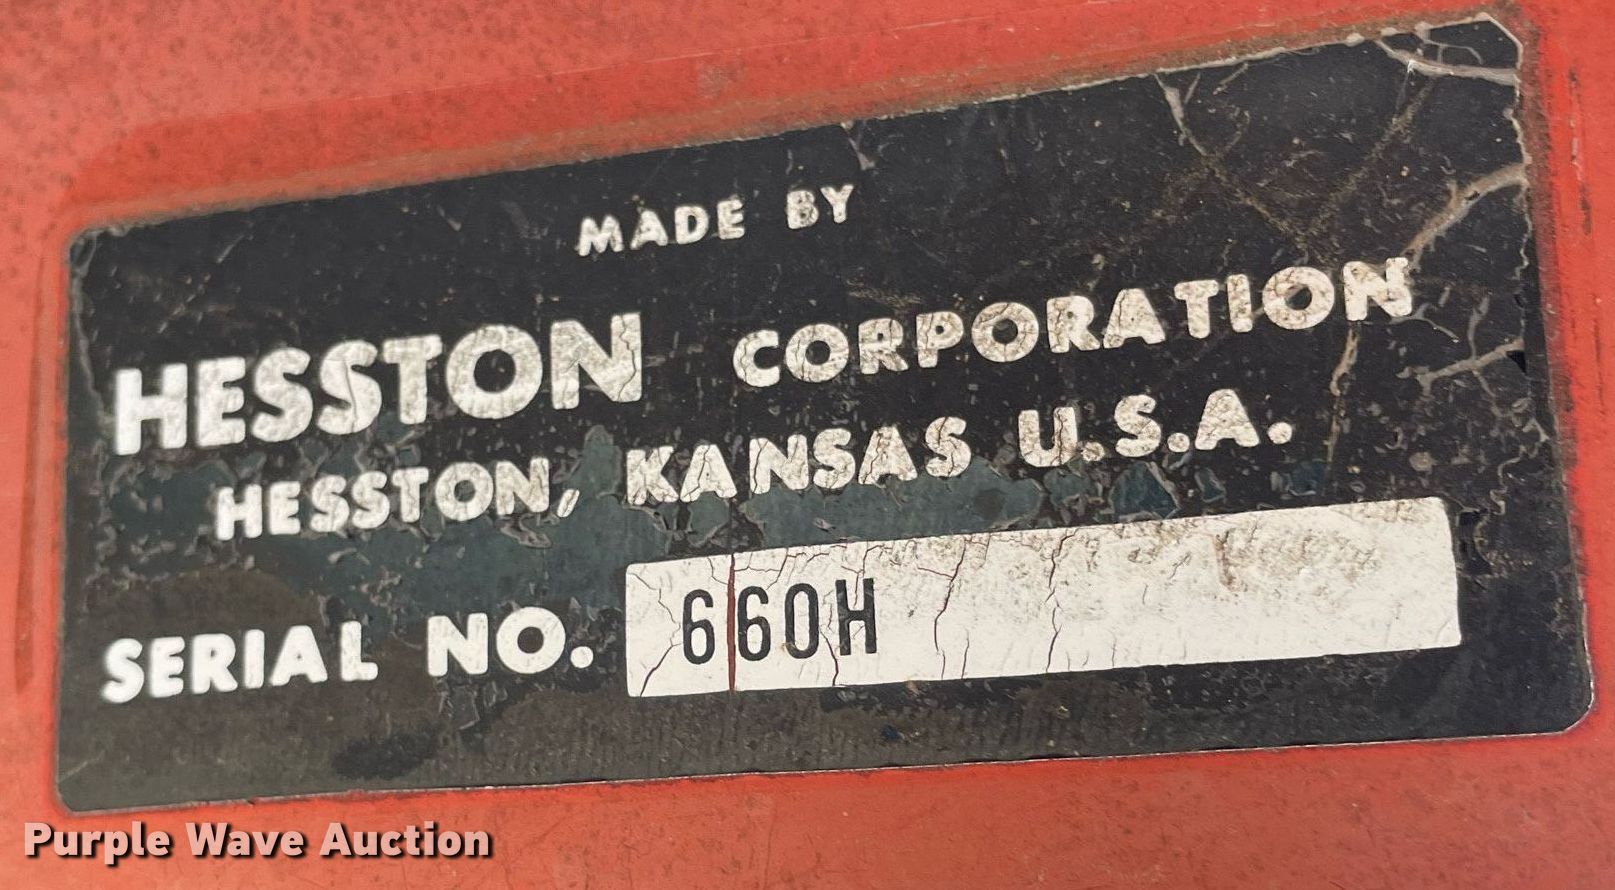 MADE BY
HESSTON CORPORATION
HESSTON, KANSAS U.S.A.
SERIAL NO. 660H
Purple Wave Auction